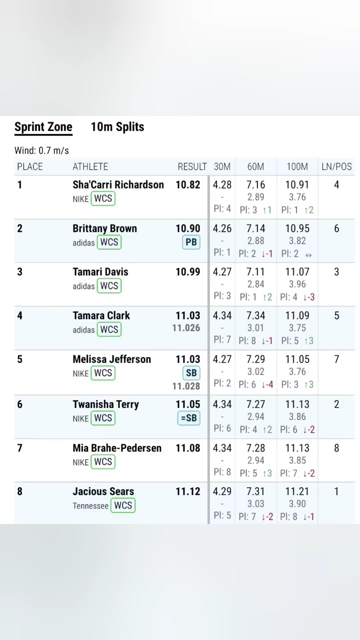 Sprint Zone 10m Splits
Wind: 0.7 m/s
PLACE ATHLETE RESULT 30M 60M 100M LN/POS
1 Sha'Carri Richardson 10.82 4.28 7.16 10.91 4
NIKE WCS - 2.89 3.76
Pl: 4 Pl: 3 ↑1 Pl: 1 ↑2
2 Brittany Brown 10.90 4.26 7.14 10.95 6
adidas WCS PB - 2.88 3.82
Pl: 1 Pl: 2 ↓-1 Pl: 2 ↔
3 Tamari Davis 10.99 4.27 7.11 11.07 3
adidas WCS - 2.84 3.96
Pl: 3 Pl: 1 ↑2 Pl: 4 ↓-3
4 Tamara Clark 11.03 4.34 7.34 11.09 5
adidas WCS 11.026 - 3.01 3.75
Pl: 7 Pl: 8 ↓-1 Pl: 5 ↑3
5 Melissa Jefferson 11.03 4.27 7.29 11.05 7
NIKE WCS SB - 3.02 3.76
11.028 Pl: 2 Pl: 6 ↓-4 Pl: 3 ↑3
6 Twanisha Terry 11.05 4.34 7.27 11.13 2
NIKE WCS =SB - 2.94 3.86
Pl: 6 Pl: 4 ↑2 Pl: 6 ↓-2
7 Mia Brahe-Pedersen 11.08 4.34 7.28 11.13 8
NIKE WCS - 2.94 3.85
Pl: 8 Pl: 5 ↑3 Pl: 7 ↓-2
8 Jacious Sears 11.12 4.29 7.31 11.21 1
Tennessee WCS - 3.03 3.90
Pl: 5 Pl: 7 ↓-2 Pl: 8 ↓-1